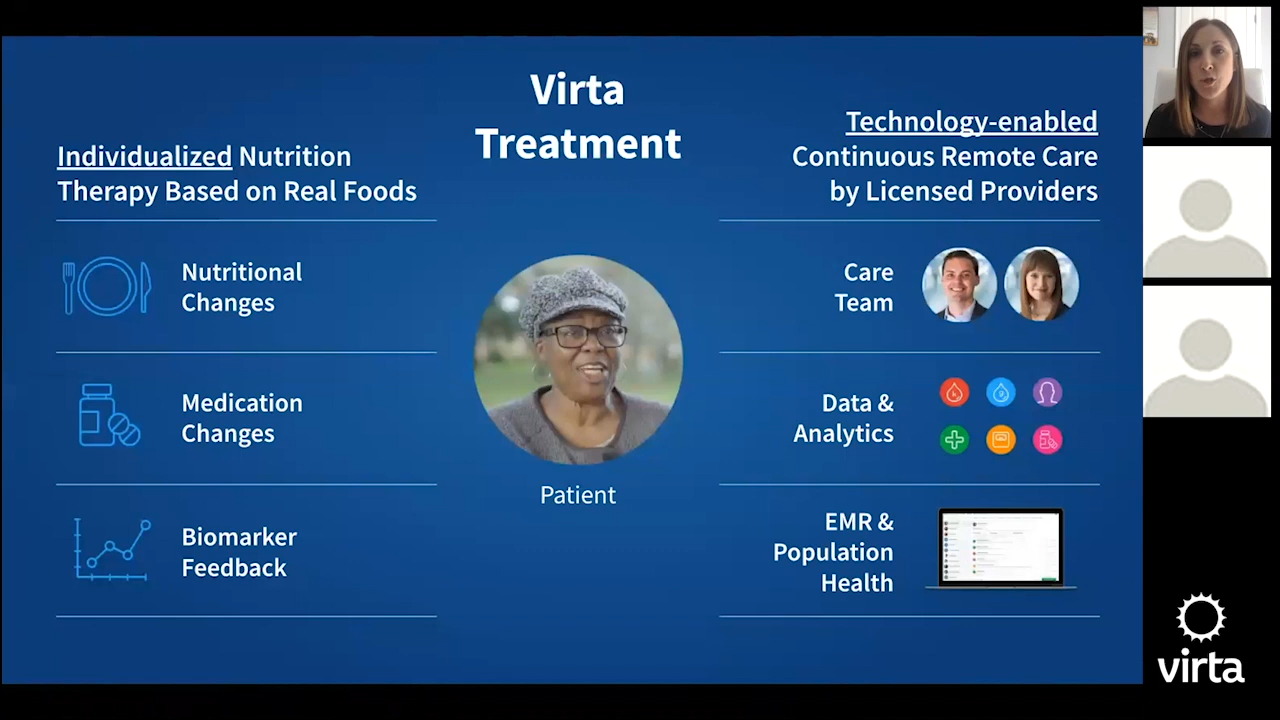 Virta
Treatment
Individualized Nutrition
Therapy Based on Real Foods
Nutritional
Changes
Medication
Changes
Biomarker
Feedback
Patient
Technology-enabled
Continuous Remote Care
by Licensed Providers
Care
Team
Data &
Analytics
EMR &
Population
Health
virta